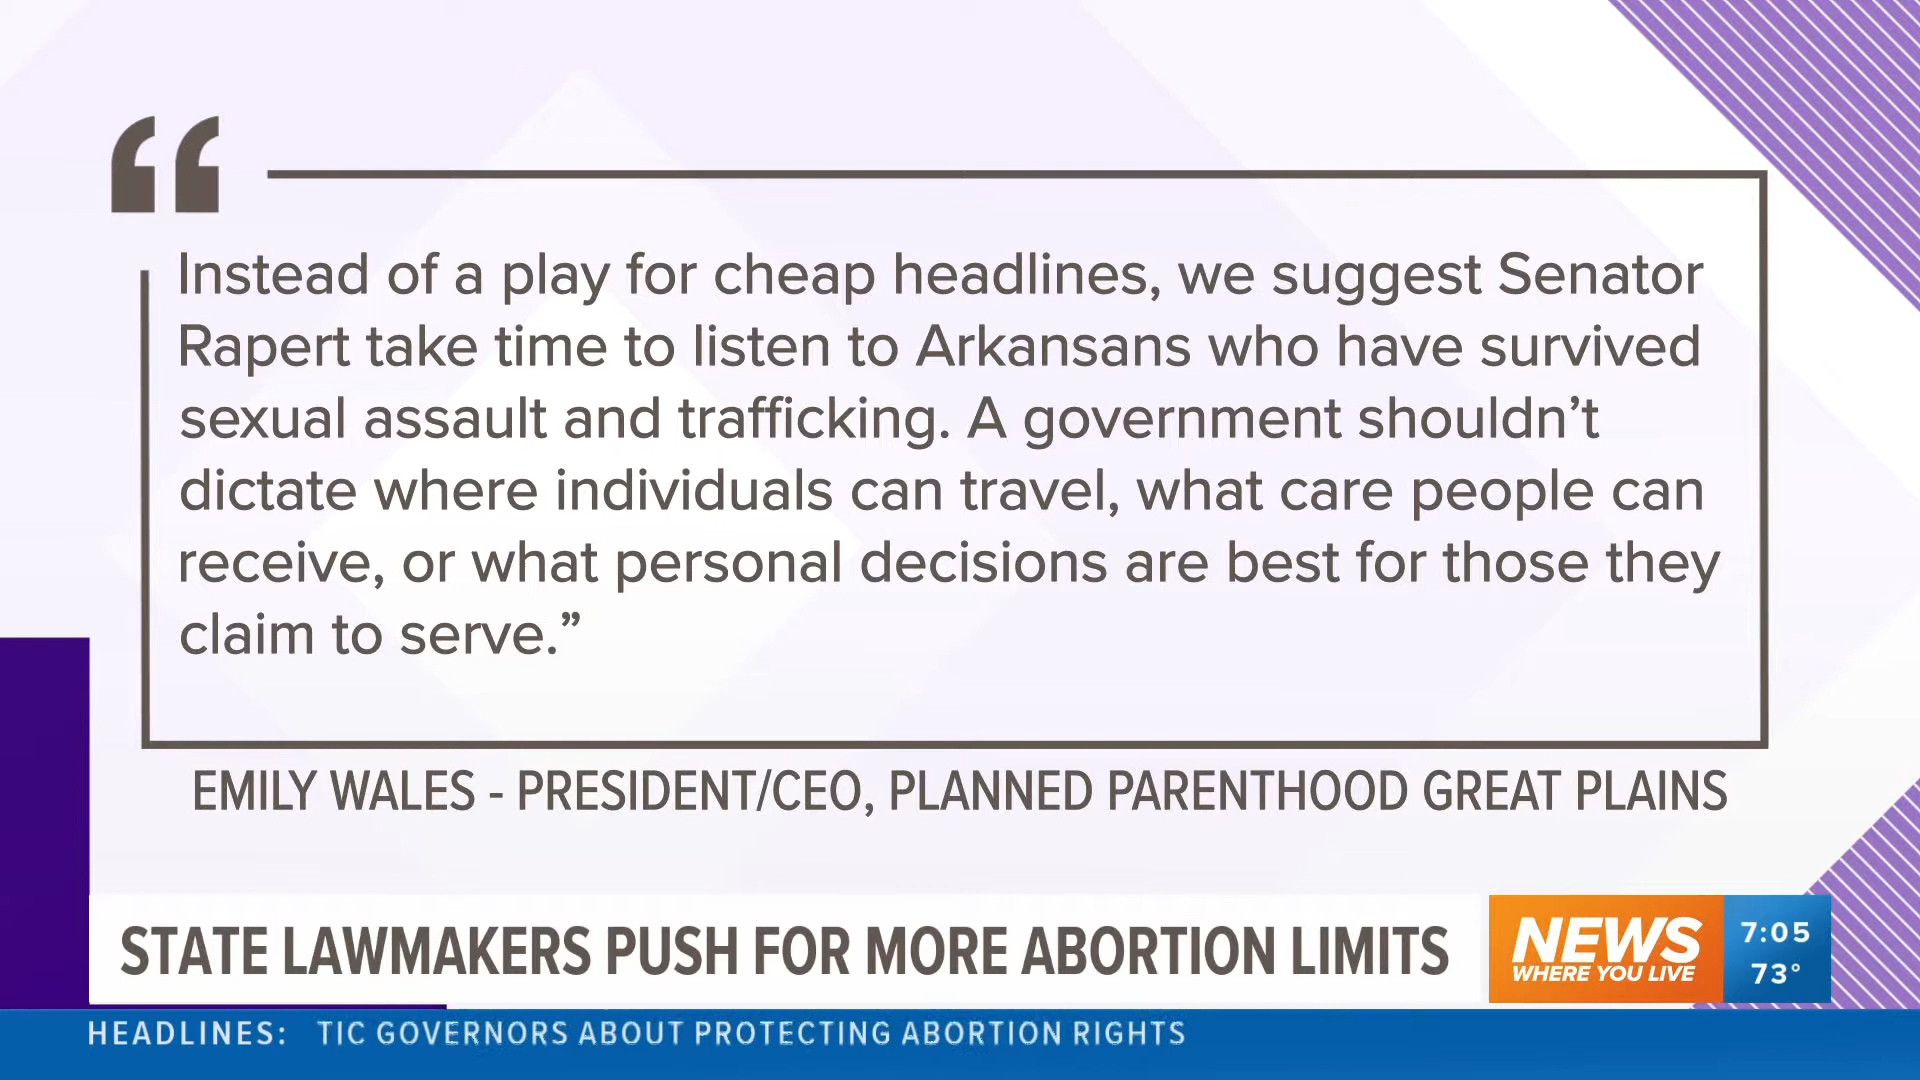 “
Instead of a play for cheap headlines, we suggest Senator
Rapert take time to listen to Arkansans who have survived
sexual assault and trafficking. A government shouldn’t
dictate where individuals can travel, what care people can
receive, or what personal decisions are best for those they
claim to serve.”
EMILY WALES - PRESIDENT/CEO, PLANNED PARENTHOOD GREAT PLAINS
STATE LAWMAKERS PUSH FOR MORE ABORTION LIMITS
NEWS
WHERE YOU LIVE
7:05
73°
HEADLINES: TIC GOVERNORS ABOUT PROTECTING ABORTION RIGHTS